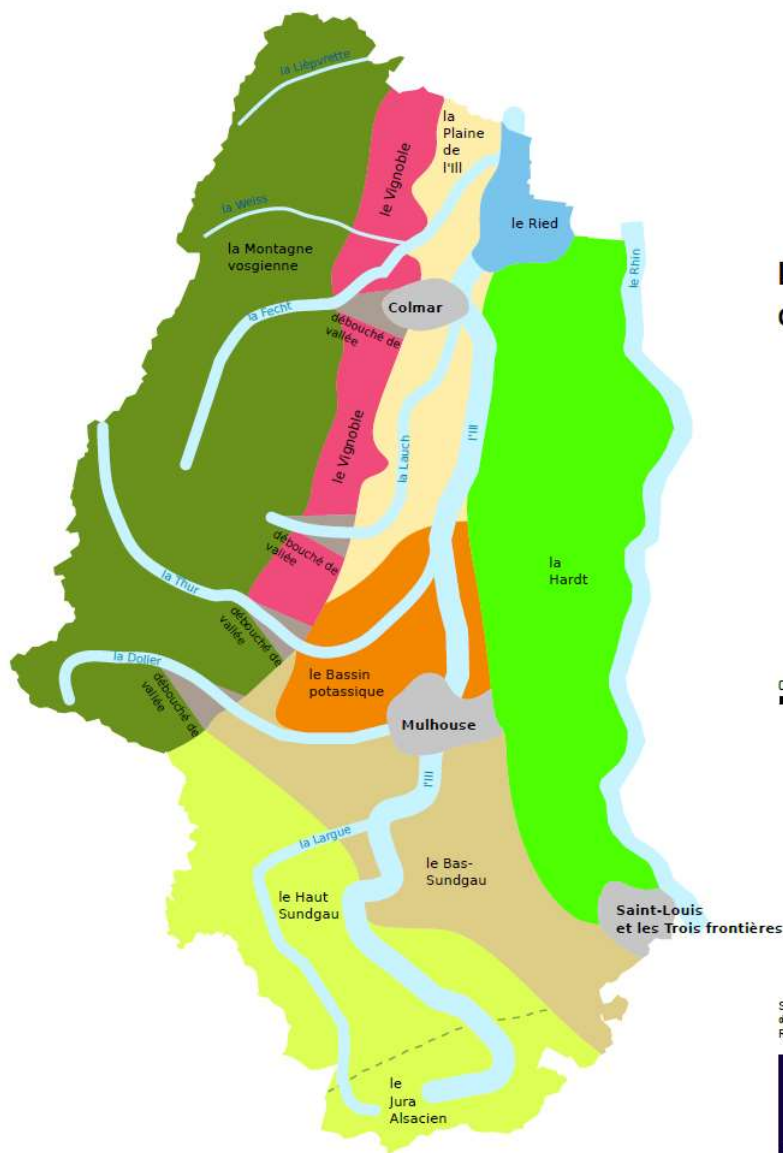 la Lièpvrette
la
Plaine
de
l'Ill
le Vignoble
la Weiss
le Ried
la Montagne
vosgienne
le Rhin
la Fecht
Colmar
débouché de
vallée
le Vignoble
la Lauch
l'Ill
débouché de
vallée
la
Hardt
la Thur
débouché de
vallée
la Doller
le Bassin
potassique
débouché de
vallée
Mulhouse
l'Ill
la Largue
le Bas-
Sundgau
le Haut
Sundgau
Saint-Louis
et les Trois frontières
le
Jura
Alsacien